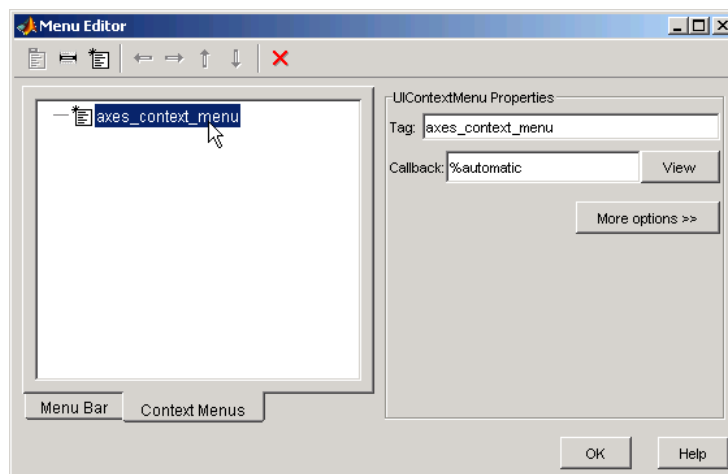 Menu Editor
axes_context_menu
UIContextMenu Properties
Tag: axes_context_menu
Callback: %automatic View
More options >>
Menu Bar Context Menus
OK Help